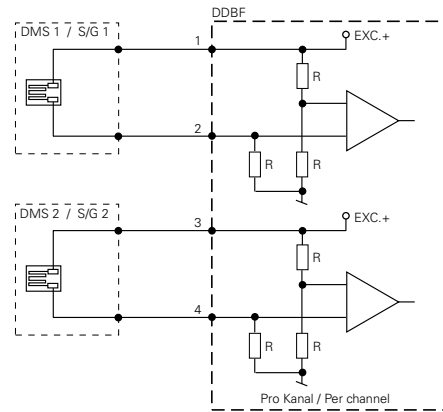 DDBF
DMS 1 / S/G 1
1
EXC.+
R
2
R
R
DMS 2 / S/G 2
3
EXC.+
R
4
R
R
Pro Kanal / Per channel